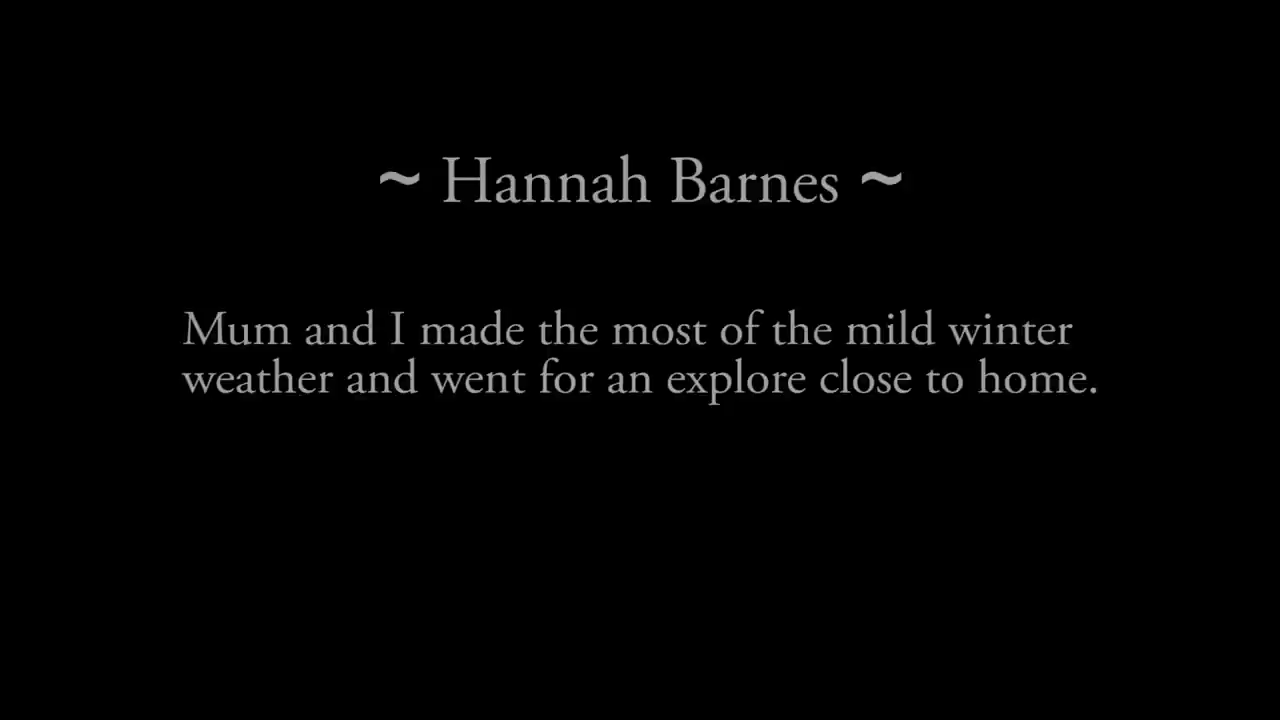 ~ Hannah Barnes ~
Mum and I made the most of the mild winter
weather and went for an explore close to home.